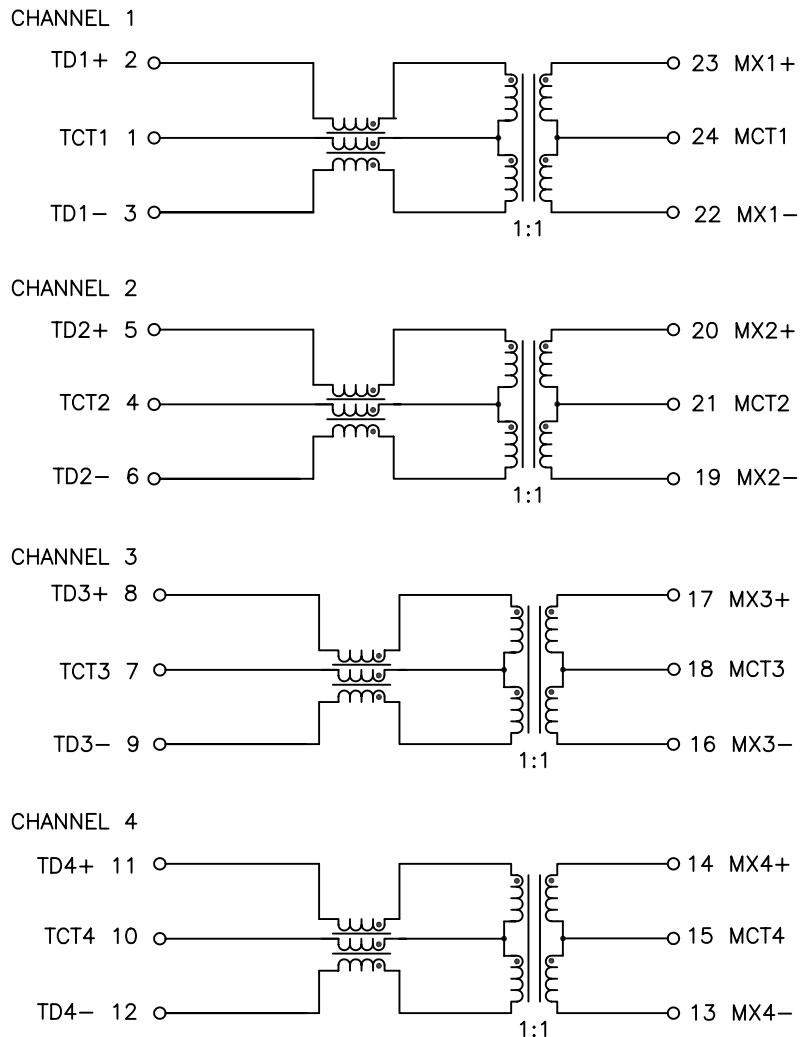 CHANNEL 1
TD1+ 2 23 MX1+
TCT1 1 24 MCT1
TD1− 3 22 MX1−
1:1
CHANNEL 2
TD2+ 5 20 MX2+
TCT2 4 21 MCT2
TD2− 6 19 MX2−
1:1
CHANNEL 3
TD3+ 8 17 MX3+
TCT3 7 18 MCT3
TD3− 9 16 MX3−
1:1
CHANNEL 4
TD4+ 11 14 MX4+
TCT4 10 15 MCT4
TD4− 12 13 MX4−
1:1